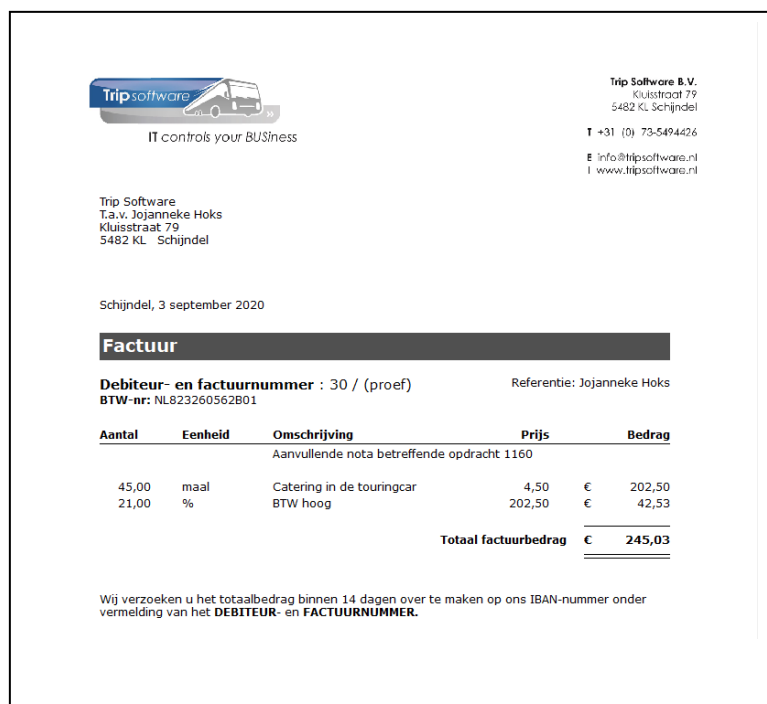 Tripsoftware
IT controls your BUSiness
Trip Software B.V.
Kluisstraat 79
5482 KL Schijndel
T +31 (0) 73-5494426
E info@tripsoftware.nl
I www.tripsoftware.nl
Trip Software
T.a.v. Jojanneke Hoks
Kluisstraat 79
5482 KL Schijndel
Schijndel, 3 september 2020
Factuur
Debiteur- en factuurnummer : 30 / (proef) Referentie: Jojanneke Hoks
BTW-nr: NL823260562B01
Aantal Eenheid Omschrijving Prijs Bedrag
Aanvullende nota betreffende opdracht 1160
45,00 maal Catering in de touringcar 4,50 € 202,50
21,00 % BTW hoog 202,50 € 42,53
Totaal factuurbedrag € 245,03
Wij verzoeken u het totaalbedrag binnen 14 dagen over te maken op ons IBAN-nummer onder
vermelding van het DEBITEUR- en FACTUURNUMMER.